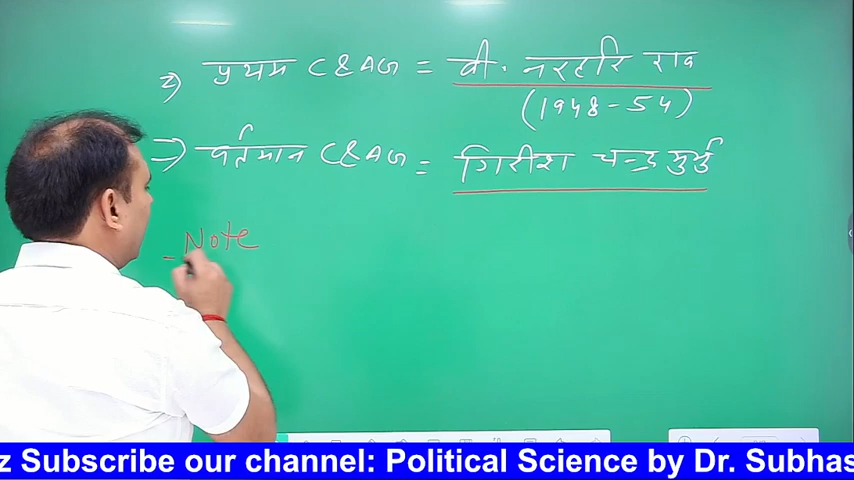 ⇒ प्रथम C&AG = वी. नरहरि राव
(1948-54)
⇒ वर्तमान C&AG = गिरीश चन्द्र मुर्मु
Note
z Subscribe our channel: Political Science by Dr. Subhas